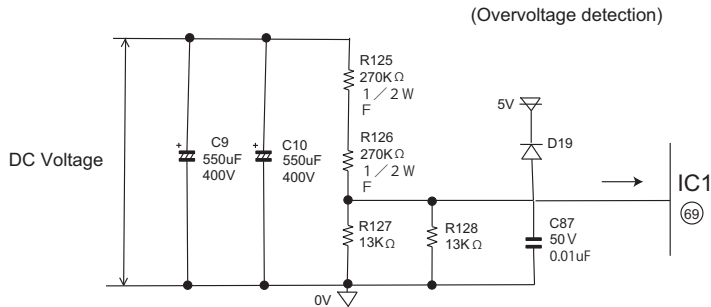 (Overvoltage detection)
DC Voltage
C9
550uF
400V
C10
550uF
400V
R125
270KΩ
1／2W
F
R126
270KΩ
1／2W
F
R127
13KΩ
R128
13KΩ
5V
D19
C87
50V
0.01uF
IC1
69
0V
+
+